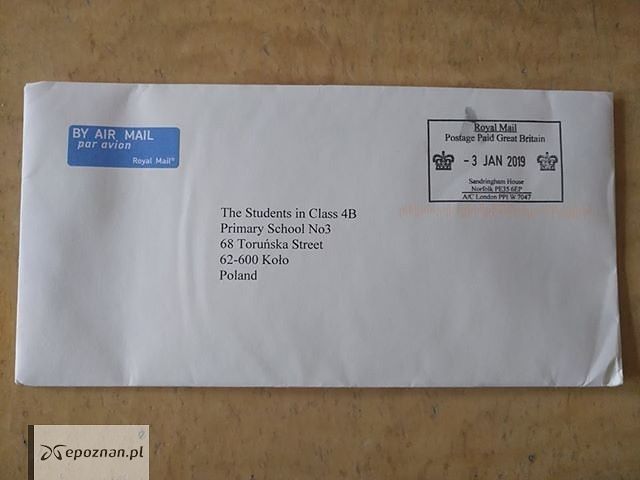 BY AIR MAIL
par avion
Royal Mail®
Royal Mail
Postage Paid Great Britain
- 3 JAN 2019
Sandringham House
Norfolk PE35 6EP
A/C London PPI W 7047
The Students in Class 4B
Primary School No3
68 Toruńska Street
62-600 Koło
Poland
epoznan.pl